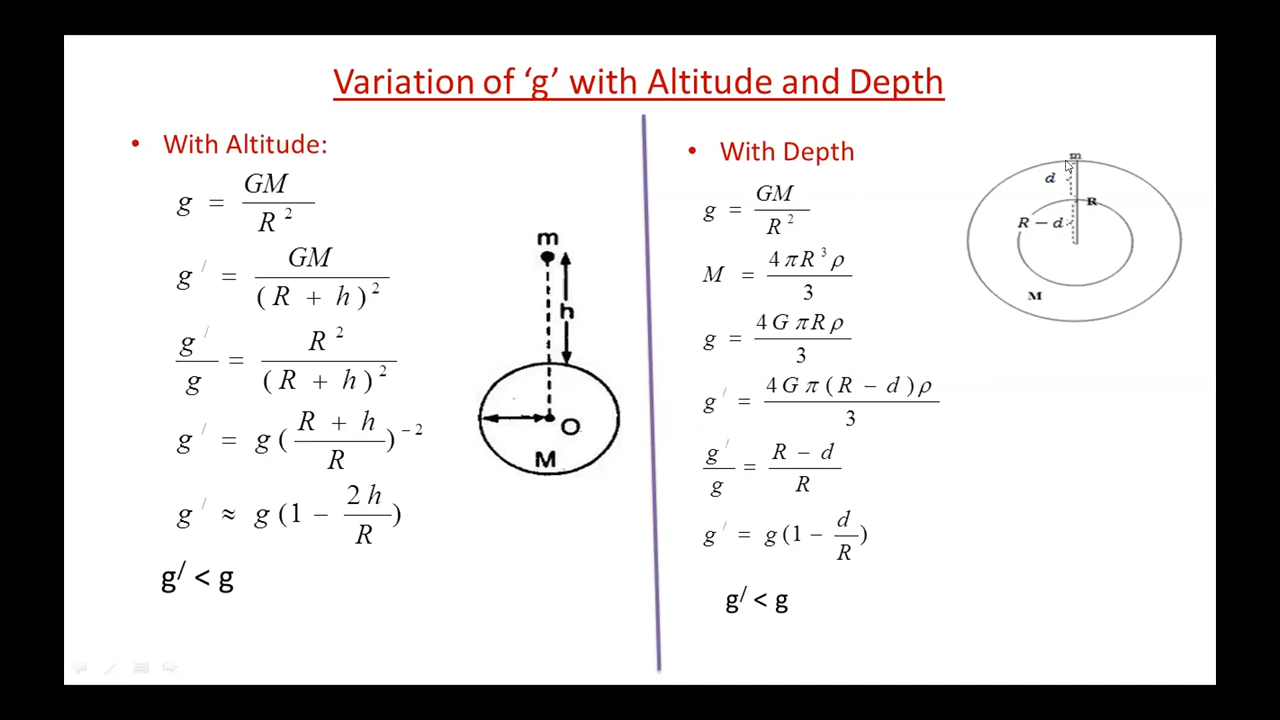 Variation of ‘g’ with Altitude and Depth
• With Altitude:
g = GM / R²
g′ = GM / (R + h)²
g′ / g = R² / (R + h)²
g′ = g((R + h) / R)⁻²
g′ ≈ g(1 − 2h / R)
g/ < g
m
h
O
M
• With Depth
g = GM / R²
M = 4πR³ρ / 3
g = 4GπRρ / 3
g′ = 4Gπ(R − d)ρ / 3
g′ / g = (R − d) / R
g′ = g(1 − d / R)
g/ < g
m
d
R
R − d
M